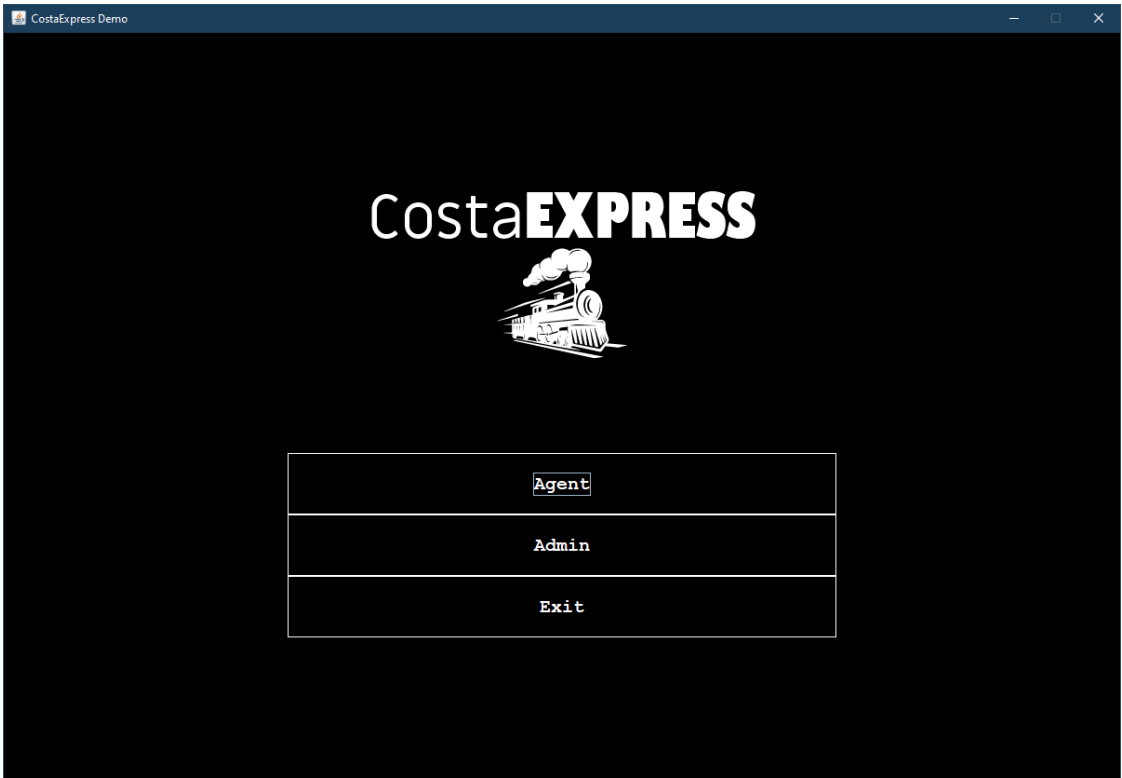 CostaExpress Demo
CostaEXPRESS
Agent
Admin
Exit